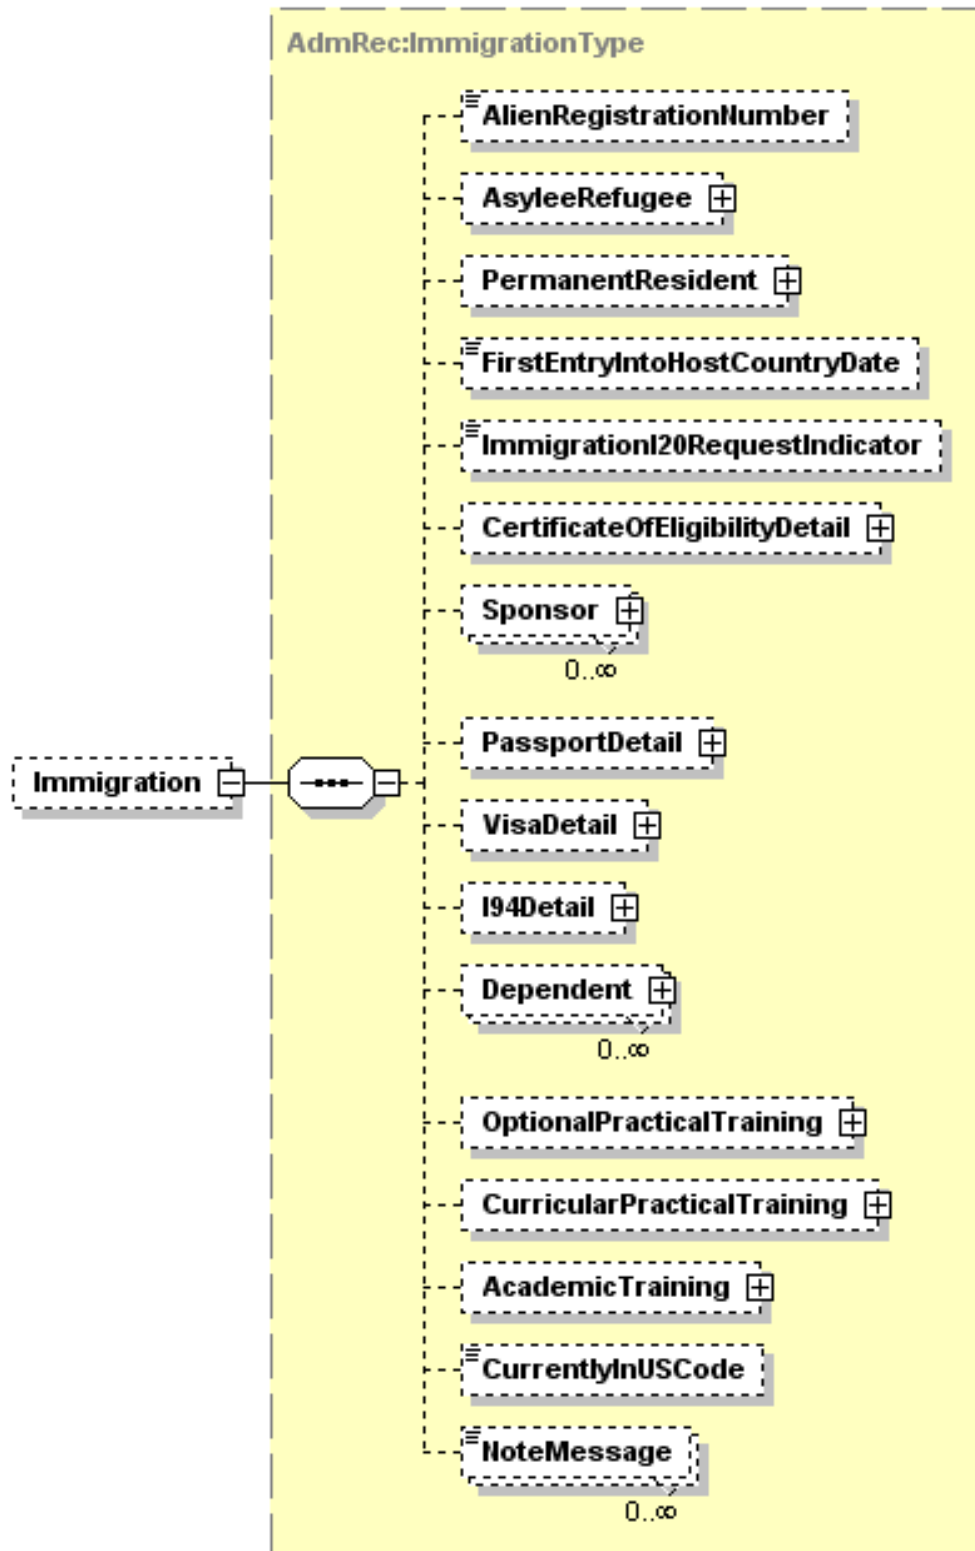 AdmRec:ImmigrationType
AlienRegistrationNumber
AsyleeRefugee
PermanentResident
FirstEntryIntoHostCountryDate
ImmigrationI20RequestIndicator
CertificateOfEligibilityDetail
Sponsor
0..∞
PassportDetail
Immigration
VisaDetail
I94Detail
Dependent
0..∞
OptionalPracticalTraining
CurricularPracticalTraining
AcademicTraining
CurrentlyInUSCode
NoteMessage
0..∞